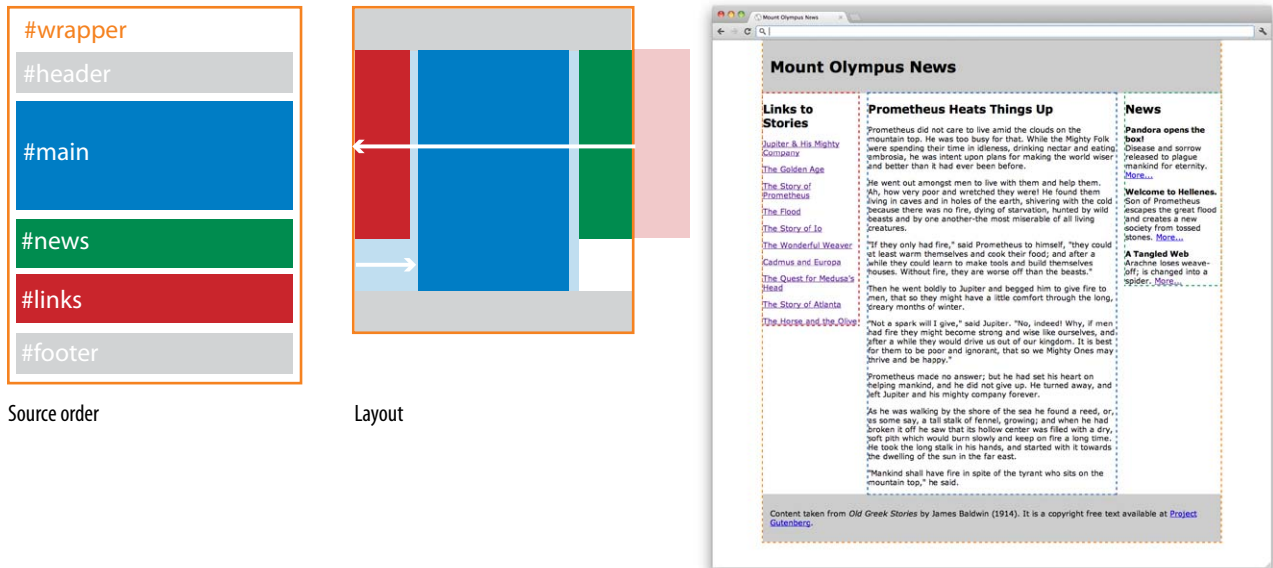 #wrapper
#header
#main
#news
#links
#footer
Source order
Layout
Mount Olympus News
Mount Olympus News
Links to
Stories
Jupiter & His Mighty
Company
The Golden Age
The Story of
Prometheus
The Flood
The Story of Io
The Wonderful Weaver
Cadmus and Europa
The Quest for Medusa's
Head
The Story of Atlanta
The Horse and the Olive
Prometheus Heats Things Up
Prometheus did not care to live amid the clouds on the
mountain top. He was too busy for that. While the Mighty Folk
were spending their time in idleness, drinking nectar and eating
ambrosia, he was intent upon plans for making the world wiser
and better than it had ever been before.
He went out amongst men to live with them and help them.
Ah, how very poor and wretched they were! He found them
living in caves and in holes of the earth, shivering with the cold
because there was no fire, dying of starvation, hunted by wild
beasts and by one another-the most miserable of all living
creatures.
"If they only had fire," said Prometheus to himself, "they could
at least warm themselves and cook their food; and after a
while they could learn to make tools and build themselves
houses. Without fire, they are worse off than the beasts."
Then he went boldly to Jupiter and begged him to give fire to
men, that so they might have a little comfort through the long,
dreary months of winter.
"Not a spark will I give," said Jupiter. "No, indeed! Why, if men
had fire they might become strong and wise like ourselves, and
after a while they would drive us out of our kingdom. It is best
for them to be poor and ignorant, that so we Mighty Ones may
thrive and be happy."
Prometheus made no answer; but he had set his heart on
helping mankind, and he did not give up. He turned away, and
left Jupiter and his mighty company forever.
As he was walking by the shore of the sea he found a reed, or,
as some say, a tall stalk of fennel, growing; and when he had
broken it off he saw that its hollow center was filled with a dry,
soft pith which would burn slowly and keep on fire a long time.
He took the long stalk in his hands, and started with it towards
the dwelling of the sun in the far east.
"Mankind shall have fire in spite of the tyrant who sits on the
mountain top," he said.
News
Pandora opens the
box!
Disease and sorrow
released to plague
mankind for eternity.
More...
Welcome to Hellenes.
Son of Prometheus
escapes the great flood
and creates a new
society from tossed
stones. More...
A Tangled Web
Arachne loses weave-
off; is changed into a
spider. More...
Content taken from Old Greek Stories by James Baldwin (1914). It is a copyright free text available at Project
Gutenberg.